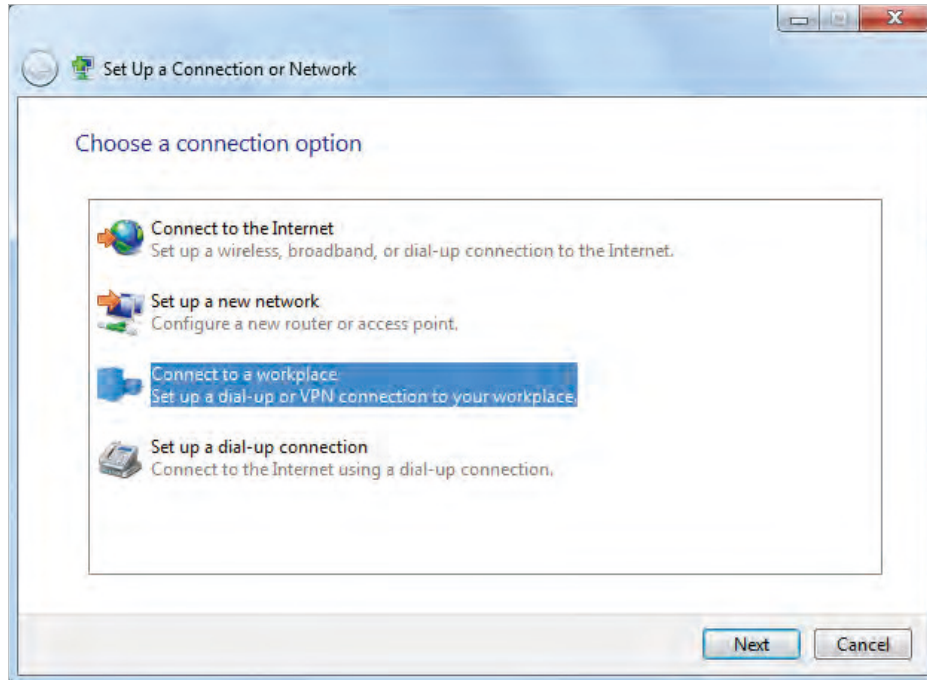 Set Up a Connection or Network
Choose a connection option
Connect to the Internet
Set up a wireless, broadband, or dial-up connection to the Internet.
Set up a new network
Configure a new router or access point.
Connect to a workplace
Set up a dial-up or VPN connection to your workplace.
Set up a dial-up connection
Connect to the Internet using a dial-up connection.
Next
Cancel